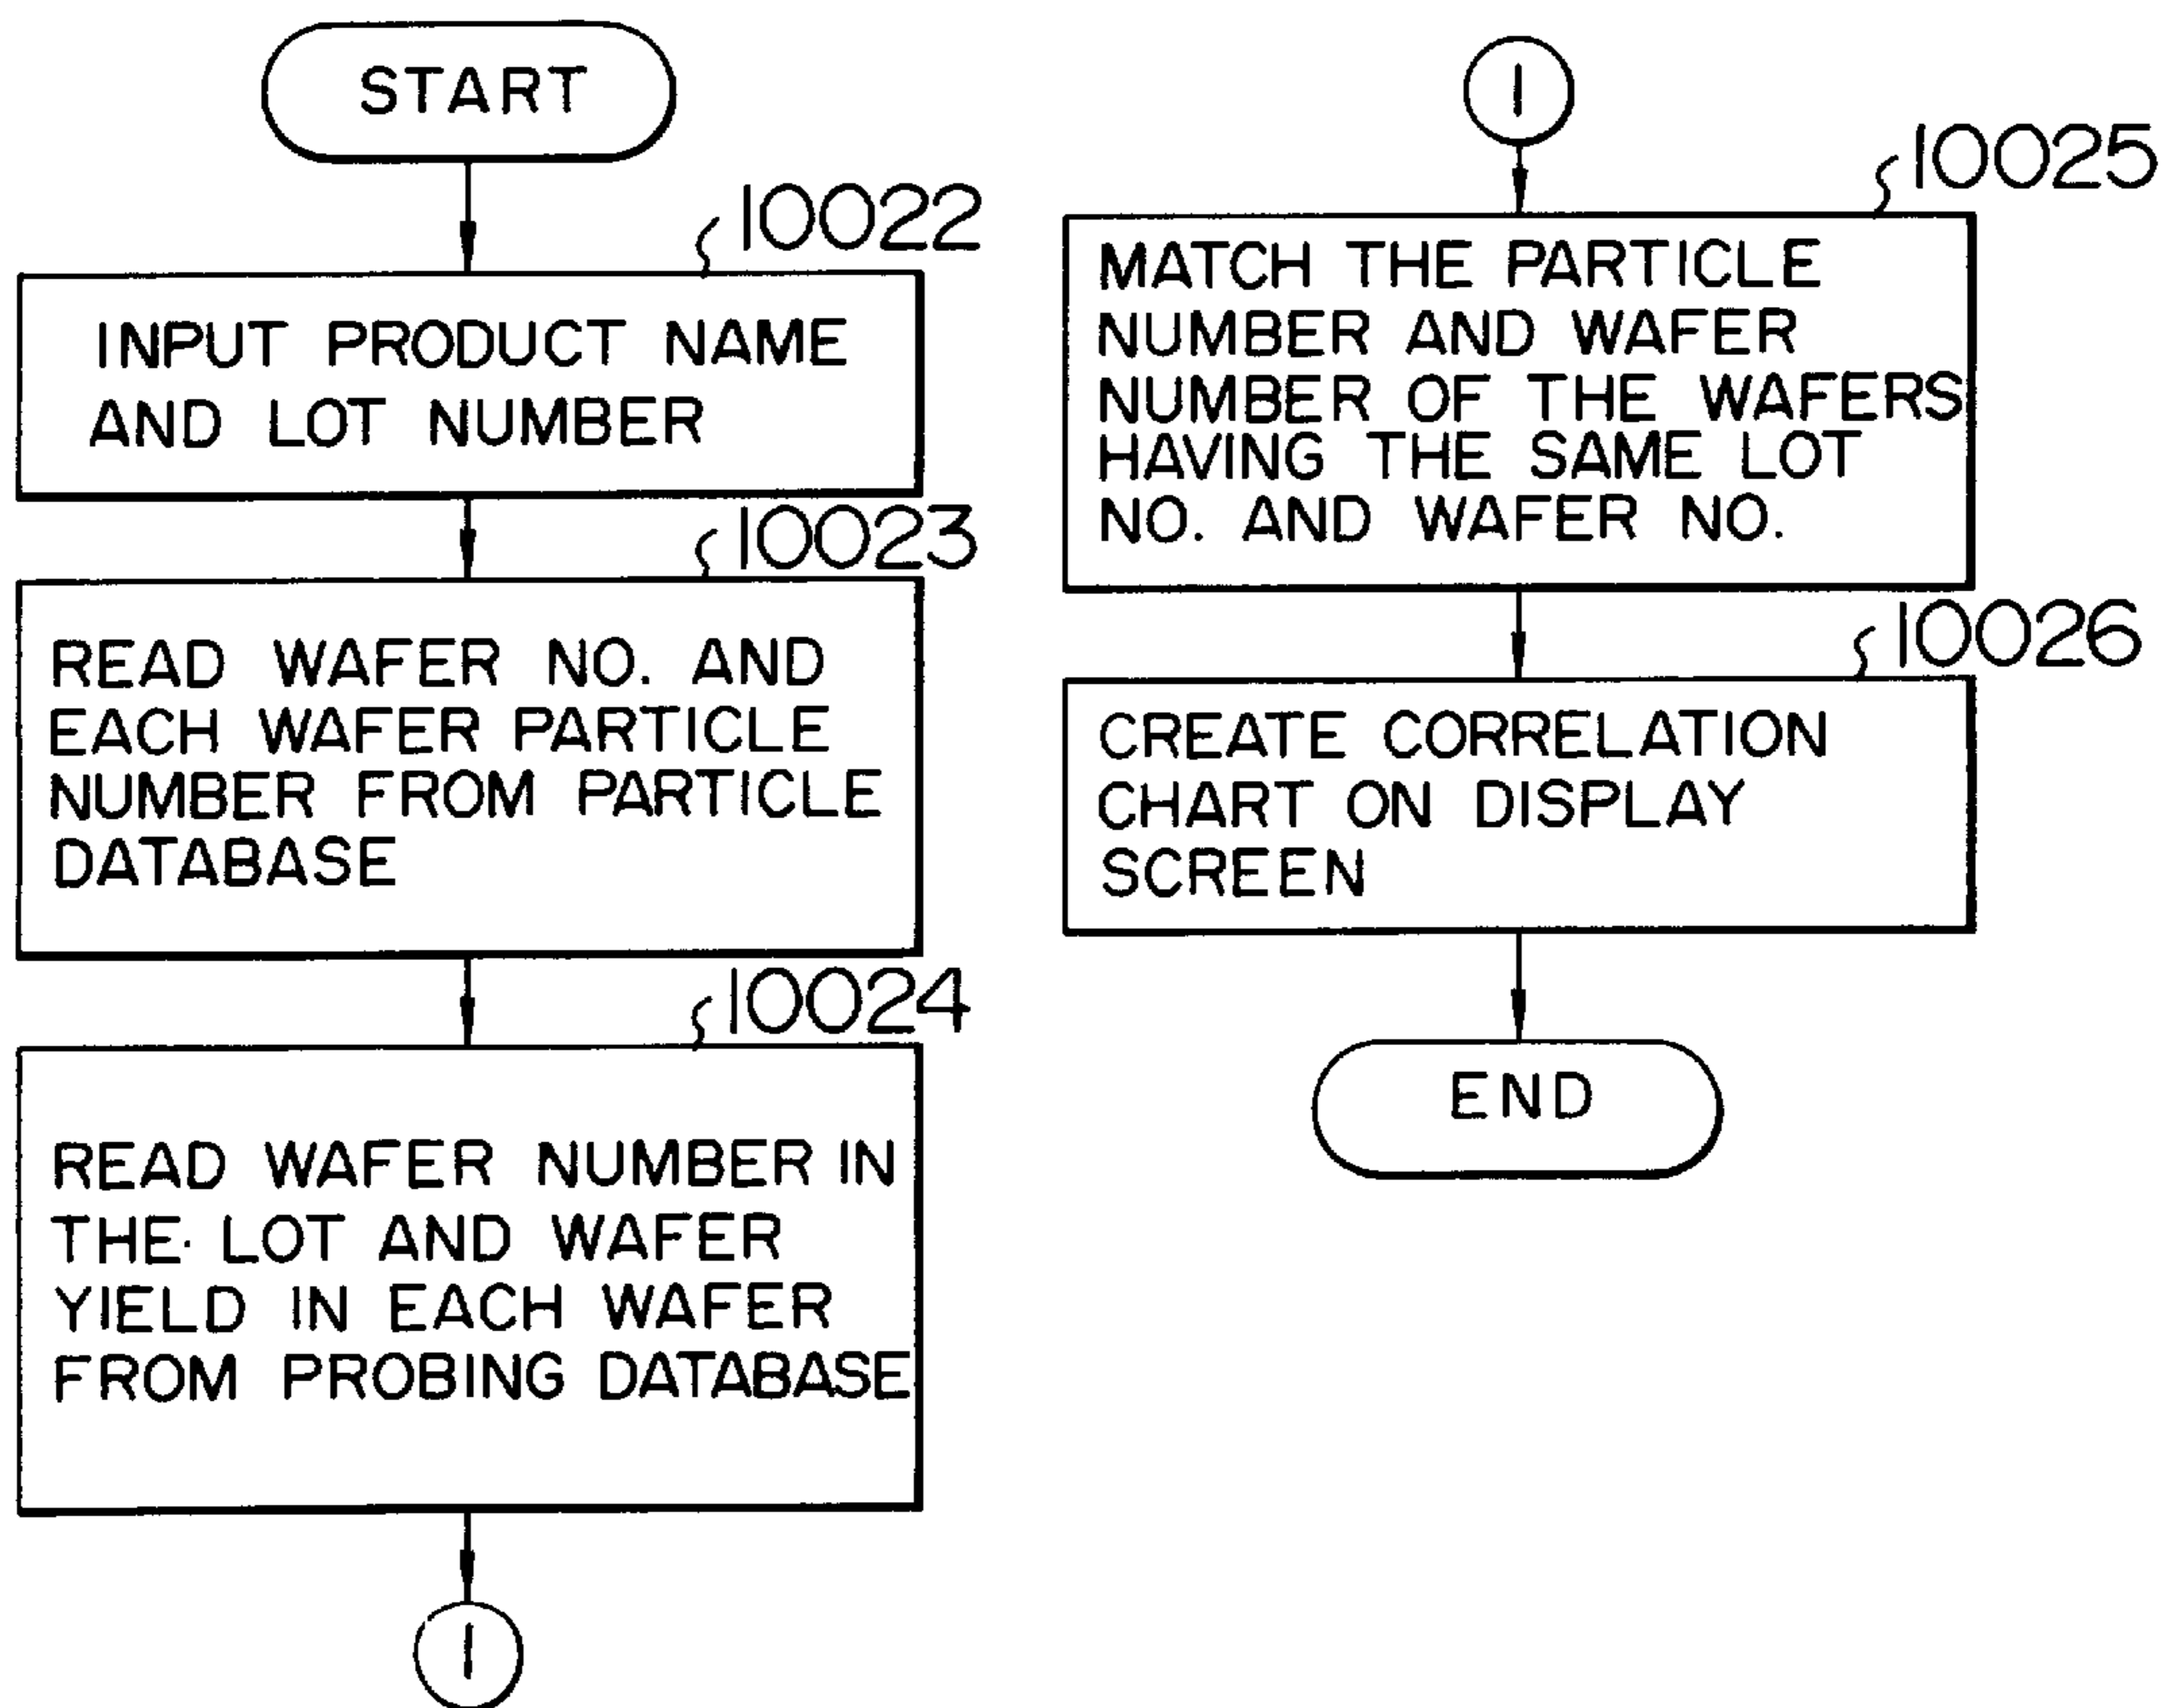 START
10022
INPUT PRODUCT NAME
AND LOT NUMBER
10023
READ WAFER NO. AND
EACH WAFER PARTICLE
NUMBER FROM PARTICLE
DATABASE
10024
READ WAFER NUMBER IN
THE LOT AND WAFER
YIELD IN EACH WAFER
FROM PROBING DATABASE
1
1
10025
MATCH THE PARTICLE
NUMBER AND WAFER
NUMBER OF THE WAFERS
HAVING THE SAME LOT
NO. AND WAFER NO.
10026
CREATE CORRELATION
CHART ON DISPLAY
SCREEN
END